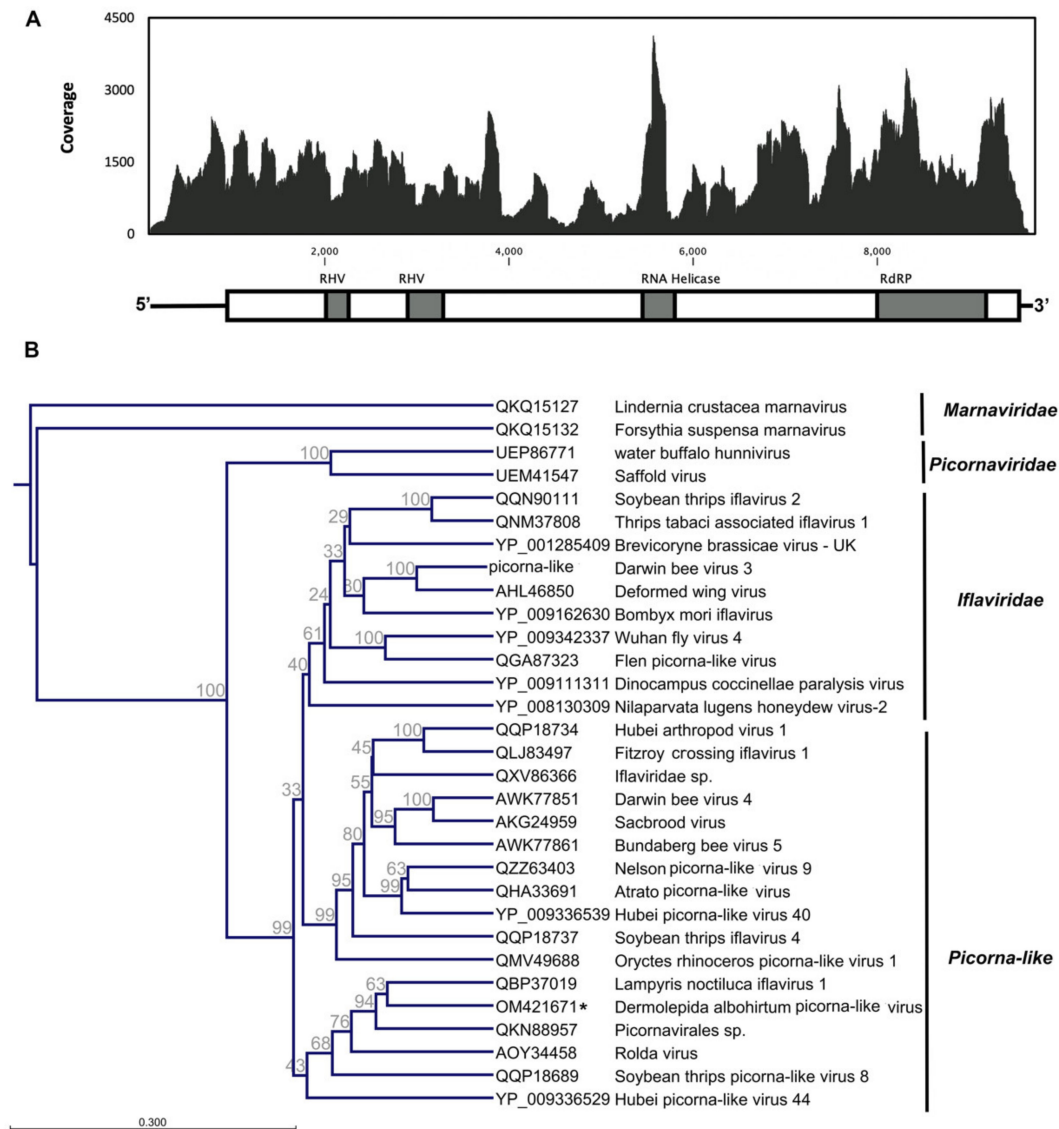 A
4500
3000
1500
0
Coverage
2,000
4,000
6,000
8,000
RHV
RHV
RNA Helicase
RdRP
5'
3'
B
QKQ15127 Lindernia crustacea marnavirus
QKQ15132 Forsythia suspensa marnavirus
Marnaviridae
100
UEP86771 water buffalo hunnivirus
UEM41547 Saffold virus
Picornaviridae
100
QQN90111 Soybean thrips iflavirus 2
QNM37808 Thrips tabaci associated iflavirus 1
29
YP_001285409 Brevicoryne brassicae virus - UK
33
100
picorna-like Darwin bee virus 3
80
AHL46850 Deformed wing virus
24
YP_009162630 Bombyx mori iflavirus
Iflaviridae
61
100
YP_009342337 Wuhan fly virus 4
QGA87323 Flen picorna-like virus
40
YP_009111311 Dinocampus coccinellae paralysis virus
100
YP_008130309 Nilaparvata lugens honeydew virus-2
100
QQP18734 Hubei arthropod virus 1
45
QLJ83497 Fitzroy crossing iflavirus 1
55
QXV86366 Iflaviridae sp.
33
100
AWK77851 Darwin bee virus 4
95
AKG24959 Sacbrood virus
80
AWK77861 Bundaberg bee virus 5
63
QZZ63403 Nelson picorna-like virus 9
95
99
QHA33691 Atrato picorna-like virus
99
YP_009336539 Hubei picorna-like virus 40
99
QQP18737 Soybean thrips iflavirus 4
QMV49688 Oryctes rhinoceros picorna-like virus 1
Picorna-like
63
QBP37019 Lampyris noctiluca iflavirus 1
94
OM421671* Dermolepida albohirtum picorna-like virus
76
QKN88957 Picornavirales sp.
68
AOY34458 Rolda virus
43
QQP18689 Soybean thrips picorna-like virus 8
YP_009336529 Hubei picorna-like virus 44
0.300